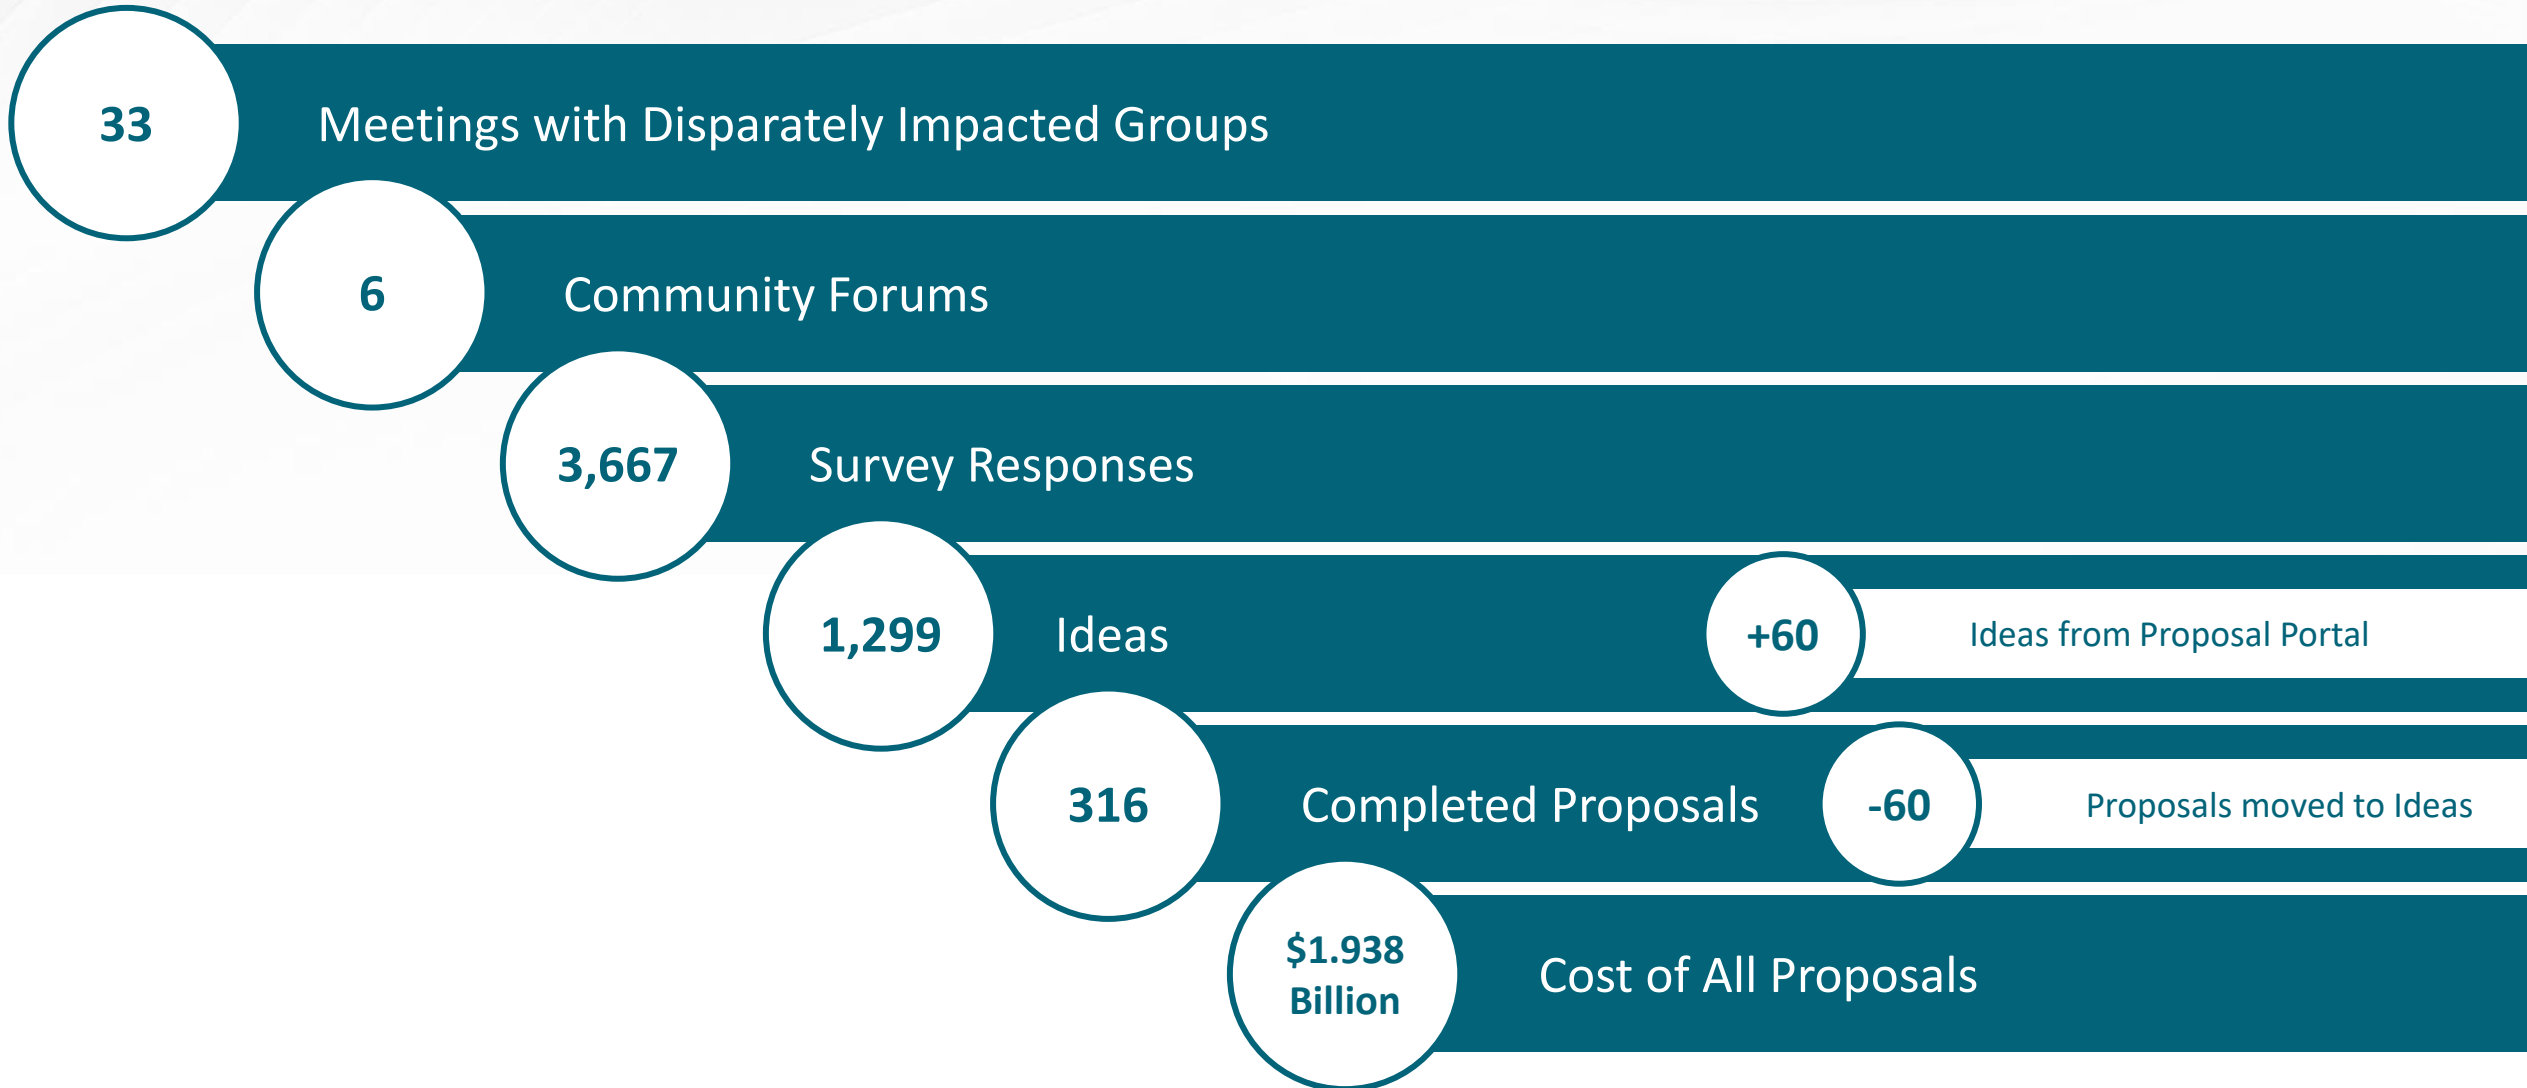 33
Meetings with Disparately Impacted Groups
6
Community Forums
3,667
Survey Responses
1,299
Ideas
+60
Ideas from Proposal Portal
316
Completed Proposals
-60
Proposals moved to Ideas
$1.938
Billion
Cost of All Proposals